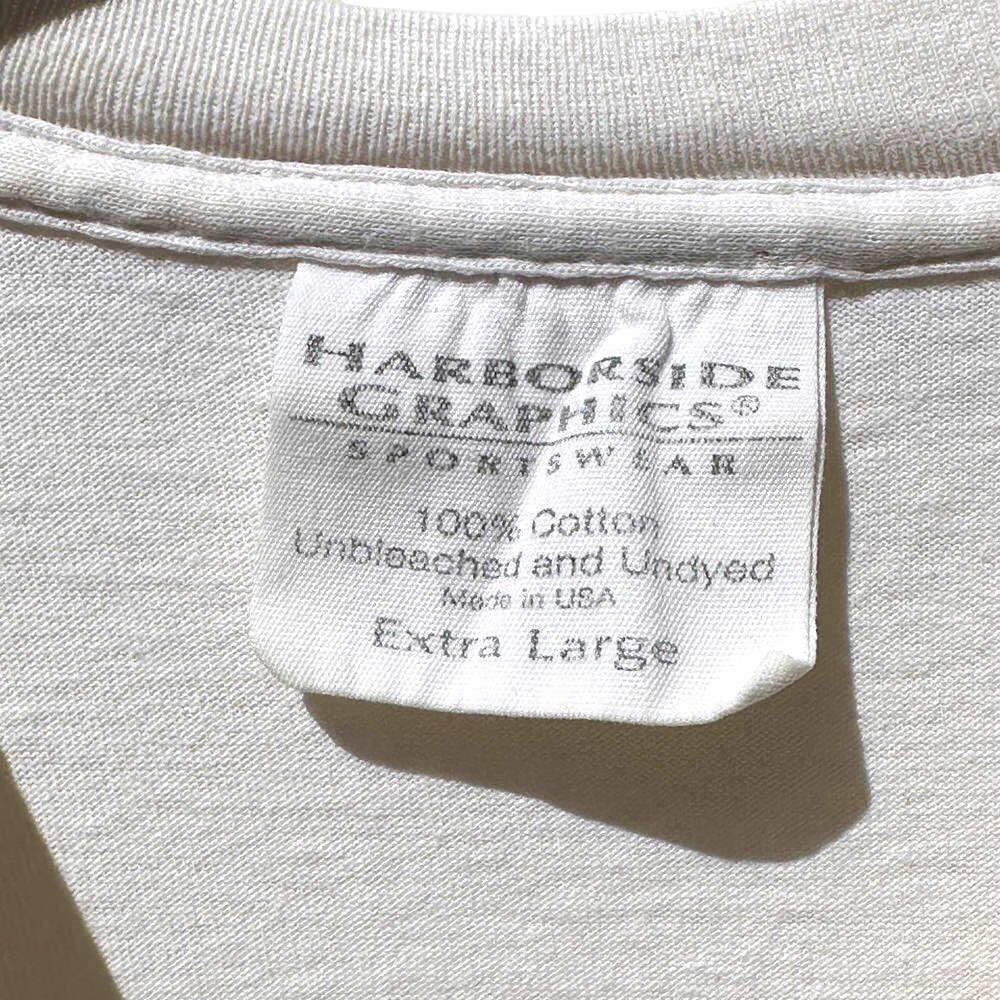 HARBORSIDE
GRAPHICS®
SPORTSWEAR
100% Cotton
Unbleached and Undyed
Made in USA
Extra Large